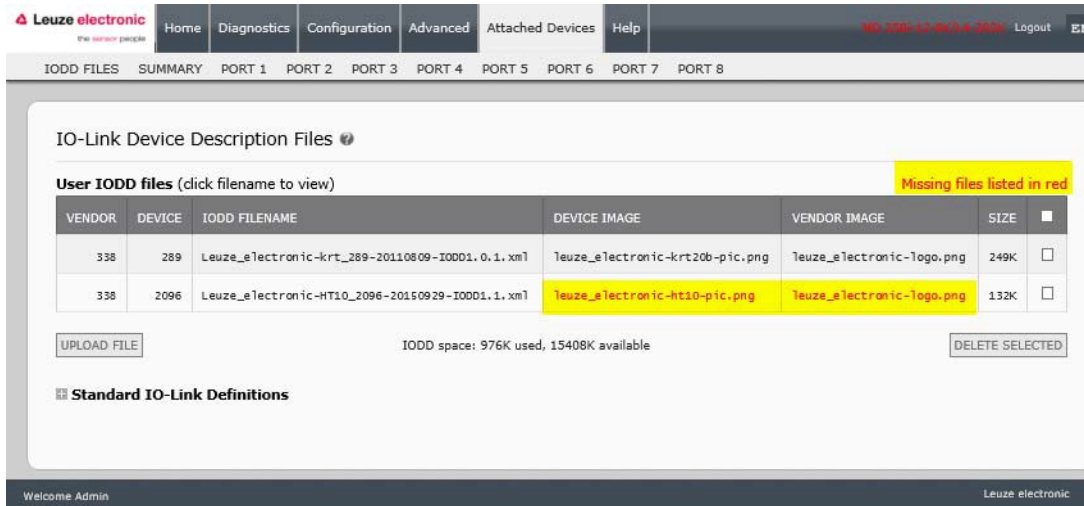 Leuze electronic
the sensor people
Home Diagnostics Configuration Advanced Attached Devices Help Logout
IODD FILES SUMMARY PORT 1 PORT 2 PORT 3 PORT 4 PORT 5 PORT 6 PORT 7 PORT 8
IO-Link Device Description Files
User IODD files (click filename to view) Missing files listed in red
VENDOR DEVICE IODD FILENAME DEVICE IMAGE VENDOR IMAGE SIZE
338 289 Leuze_electronic-krt_289-20110809-IODD1.0.1.xml leuze_electronic-krt20b-pic.png leuze_electronic-logo.png 249K
338 2096 Leuze_electronic-HT10_2096-20150929-IODD1.1.xml leuze_electronic-ht10-pic.png leuze_electronic-logo.png 132K
UPLOAD FILE IODD space: 976K used, 15408K available DELETE SELECTED
Standard IO-Link Definitions
Welcome Admin Leuze electronic